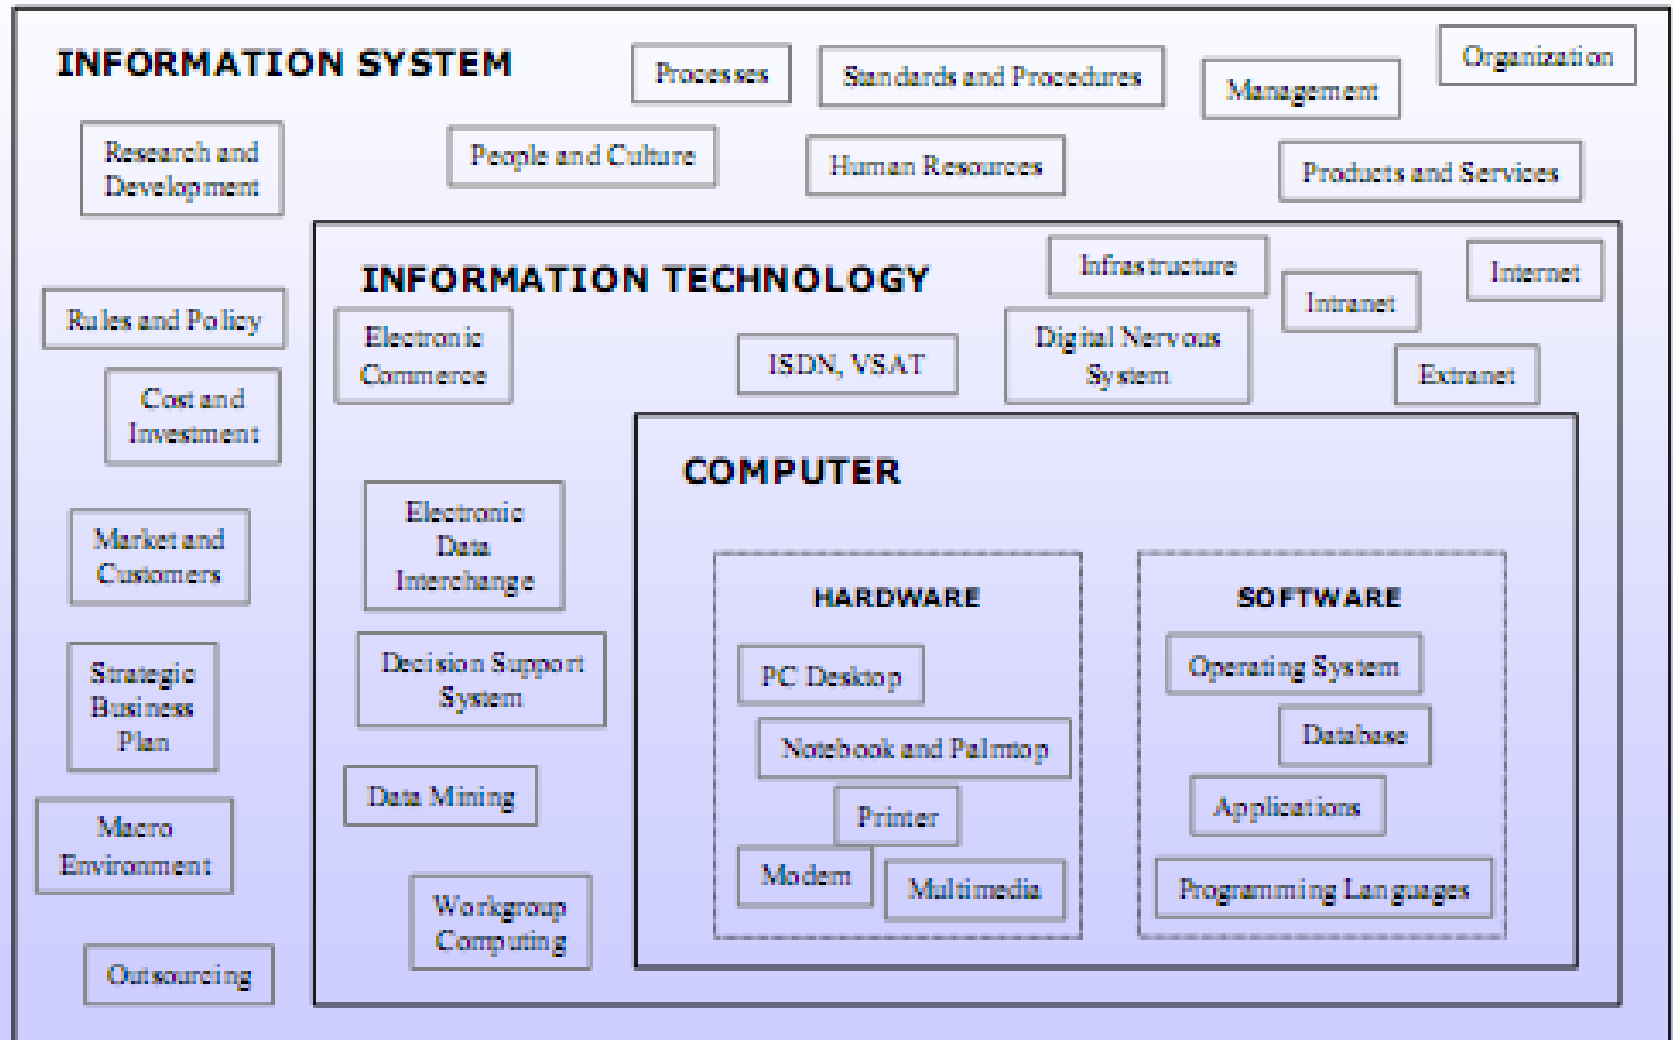 INFORMATION SYSTEM
Processes
Standards and Procedures
Management
Organization
Research and
Development
People and Culture
Human Resources
Products and Services
Rules and Policy
Cost and
Investment
Market and
Customers
Strategic
Business
Plan
Macro
Environment
Outsourcing
INFORMATION TECHNOLOGY
Infrastructure
Intranet
Internet
Electronic
Commerce
ISDN, VSAT
Digital Nervous
System
Extranet
Electronic
Data
Interchange
Decision Support
System
Data Mining
Workgroup
Computing
COMPUTER
HARDWARE
PC Desktop
Notebook and Palmtop
Printer
Modem
Multimedia
SOFTWARE
Operating System
Database
Applications
Programming Languages